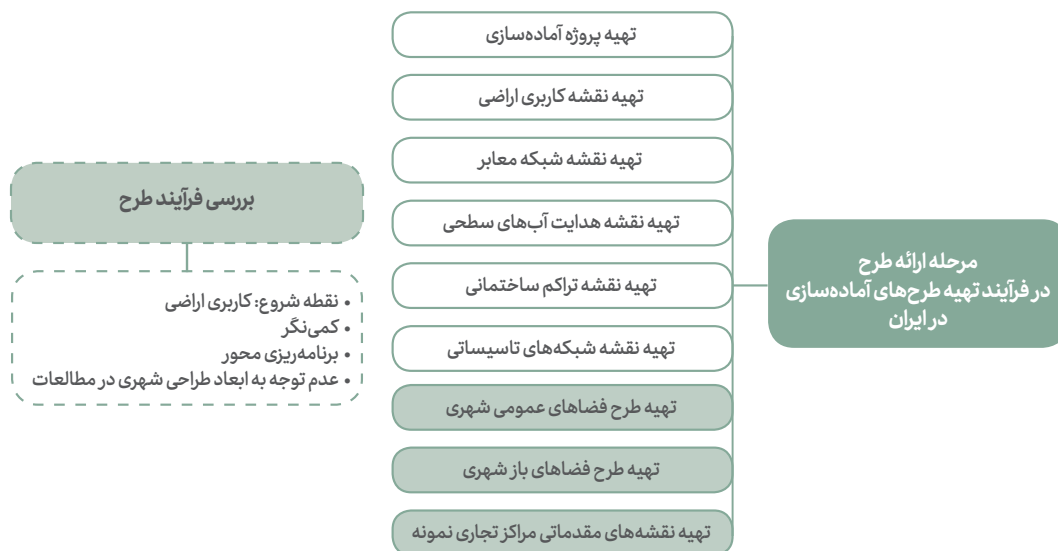 مرحله ارائه طرح
در فرآیند تهیه طرح‌های آماده‌سازی
در ایران
تهیه پروژه آماده‌سازی
تهیه نقشه کاربری اراضی
تهیه نقشه شبکه معابر
تهیه نقشه هدایت آب‌های سطحی
تهیه نقشه تراکم ساختمانی
تهیه نقشه شبکه‌های تاسیساتی
تهیه طرح فضاهای عمومی شهری
تهیه طرح فضاهای باز شهری
تهیه نقشه‌های مقدماتی مراکز تجاری نمونه
بررسی فرآیند طرح
• نقطه شروع: کاربری اراضی
• کمی‌نگر
• برنامه‌ریزی محور
• عدم توجه به ابعاد طراحی شهری در مطالعات